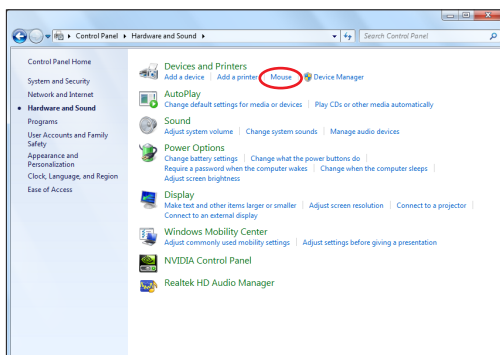 Control Panel Hardware and Sound Search Control Panel
Control Panel Home
System and Security
Network and Internet
Hardware and Sound
Programs
User Accounts and Family
Safety
Appearance and
Personalization
Clock, Language, and Region
Ease of Access
Devices and Printers
Add a device Add a printer Mouse Device Manager
AutoPlay
Change default settings for media or devices Play CDs or other media automatically
Sound
Adjust system volume Change system sounds Manage audio devices
Power Options
Change battery settings Change what the power buttons do
Require a password when the computer wakes Change when the computer sleeps
Adjust screen brightness
Display
Make text and other items larger or smaller Adjust screen resolution Connect to a projector
Connect to an external display
Windows Mobility Center
Adjust commonly used mobility settings Adjust settings before giving a presentation
NVIDIA Control Panel
Realtek HD Audio Manager